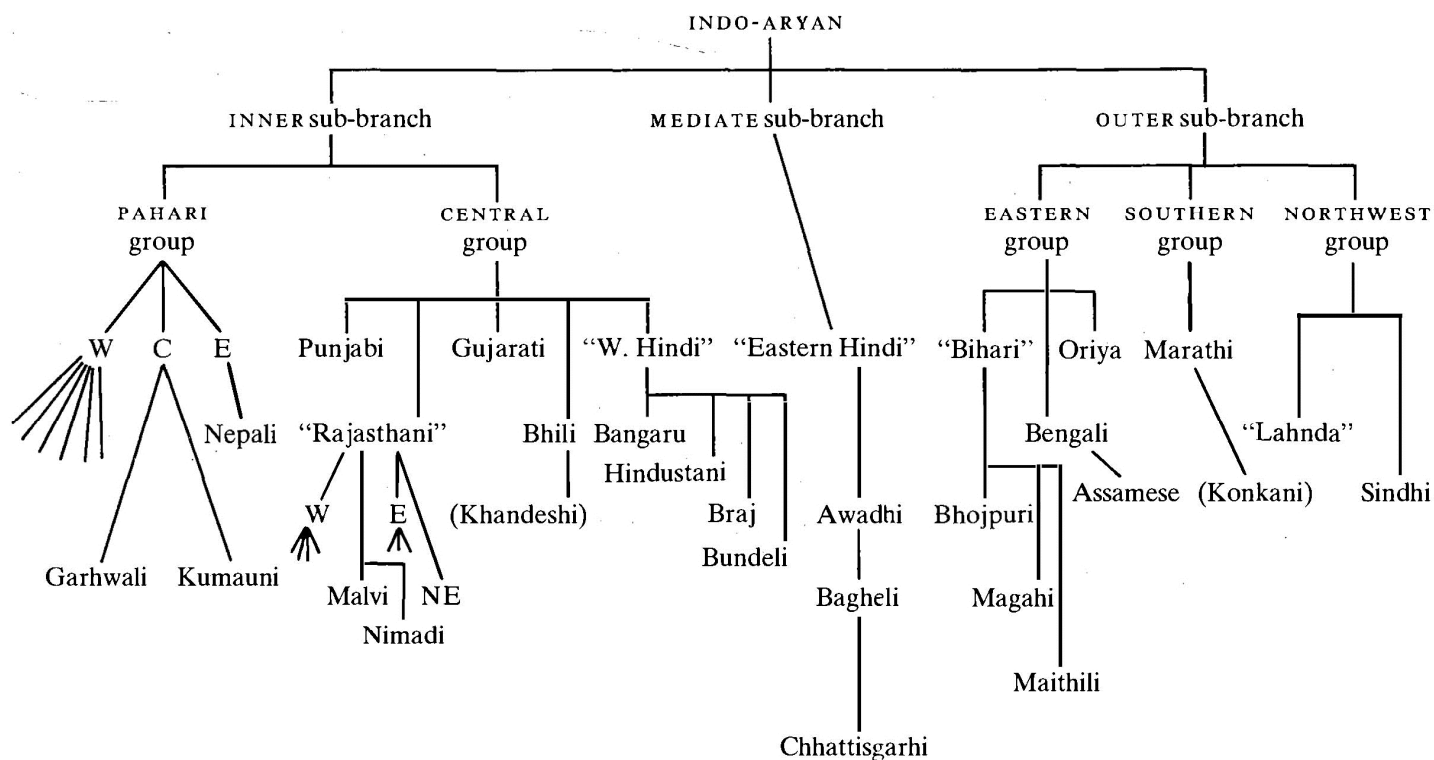 INDO-ARYAN
INNER sub-branch
MEDIATE sub-branch
OUTER sub-branch
PAHARI
group
CENTRAL
group
EASTERN
group
SOUTHERN
group
NORTHWEST
group
W
C
E
Punjabi
Gujarati
“W. Hindi”
“Eastern Hindi”
“Bihari”
Oriya
Marathi
Nepali
“Rajasthani”
Bhili
Bangaru
Hindustani
Bengali
“Lahnda”
W
E
(Khandeshi)
Braj
Bundeli
Awadhi
Bhojpuri
Assamese
(Konkani)
Sindhi
Garhwali
Kumauni
Malvi
NE
Nimadi
Bagheli
Magahi
Maithili
Chhattisgarhi